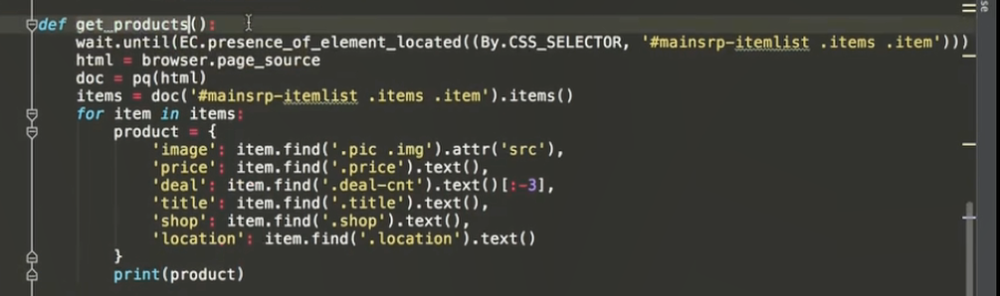 def get_products():
    wait.until(EC.presence_of_element_located((By.CSS_SELECTOR, '#mainsrp-itemlist .items .item')))
    html = browser.page_source
    doc = pq(html)
    items = doc('#mainsrp-itemlist .items .item').items()
    for item in items:
        product = {
            'image': item.find('.pic .img').attr('src'),
            'price': item.find('.price').text(),
            'deal': item.find('.deal-cnt').text()[:-3],
            'title': item.find('.title').text(),
            'shop': item.find('.shop').text(),
            'location': item.find('.location').text()
        }
        print(product)